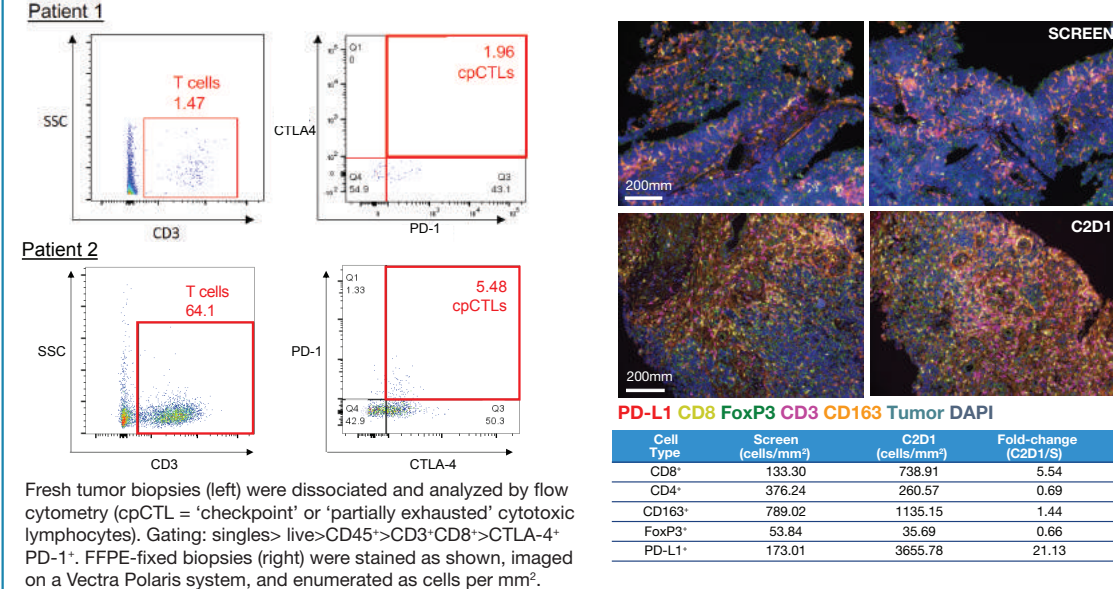 Patient 1
T cells
1.47
SSC
CD3
Q1
0
1.96
cpCTLs
CTLA4
10²
0
Q4
54.9
Q3
43.1
0
10³
10⁴
10⁵
PD-1
Patient 2
T cells
64.1
SSC
CD3
Q1
1.33
5.48
cpCTLs
PD-1
Q4
42.9
Q3
50.3
CTLA-4
Fresh tumor biopsies (left) were dissociated and analyzed by flow
cytometry (cpCTL = ‘checkpoint’ or ‘partially exhausted’ cytotoxic
lymphocytes). Gating: singles> live>CD45⁺>CD3⁺CD8⁺>CTLA-4⁺
PD-1⁺. FFPE-fixed biopsies (right) were stained as shown, imaged
on a Vectra Polaris system, and enumerated as cells per mm².
SCREEN
200mm
C2D1
200mm
PD-L1 CD8 FoxP3 CD3 CD163 Tumor DAPI
Cell Type Screen (cells/mm²) C2D1 (cells/mm²) Fold-change (C2D1/S)
CD8⁺ 133.30 738.91 5.54
CD4⁺ 376.24 260.57 0.69
CD163⁺ 789.02 1135.15 1.44
FoxP3⁺ 53.84 35.69 0.66
PD-L1⁺ 173.01 3655.78 21.13